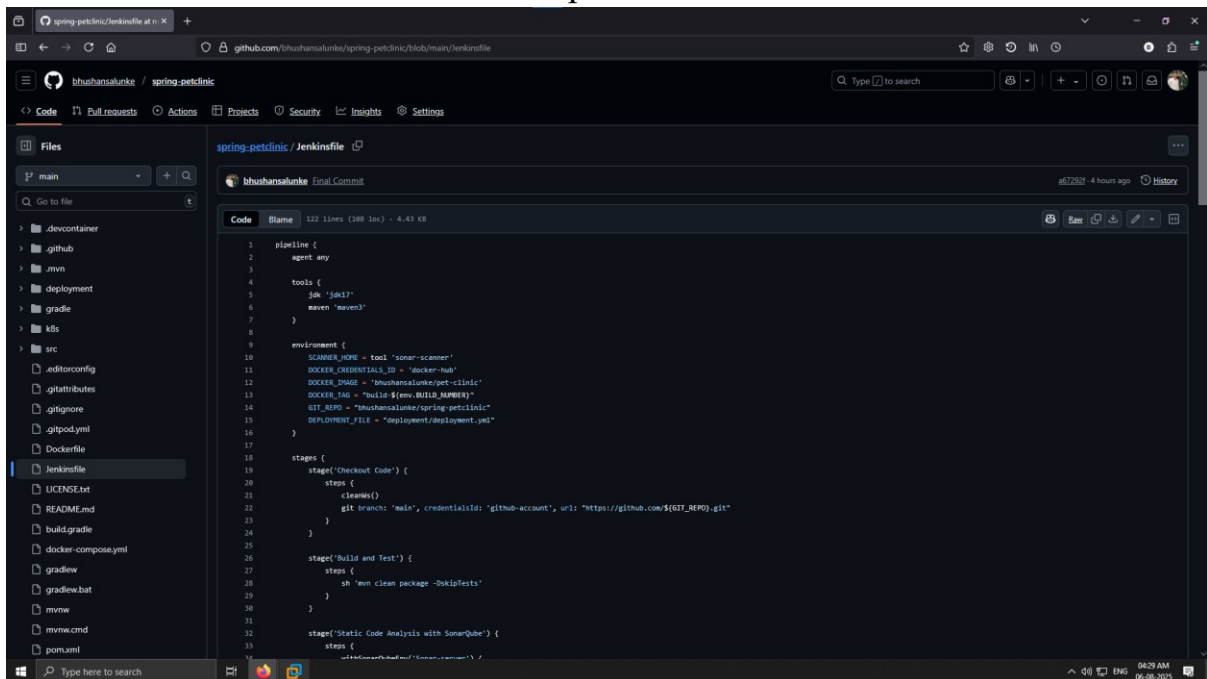 spring-petclinic/Jenkinsfile at m
github.com/bhushansalunke/spring-petclinic/blob/main/Jenkinsfile
bhushansalunke / spring-petclinic
Type / to search
Code Pull requests Actions Projects Security Insights Settings
Files
spring-petclinic / Jenkinsfile
main
bhushansalunke Final Commit
a67292f · 4 hours ago History
Go to file t
Code Blame 122 lines (108 loc) · 4.43 KB
Raw
.devcontainer
.github
.mvn
deployment
gradle
k8s
src
.editorconfig
.gitattributes
.gitignore
.gitpod.yml
Dockerfile
Jenkinsfile
LICENSE.txt
README.md
build.gradle
docker-compose.yml
gradlew
gradlew.bat
mvnw
mvnw.cmd
pom.xml
1 pipeline {
2 agent any
3
4 tools {
5 jdk 'jdk17'
6 maven 'maven3'
7 }
8
9 environment {
10 SCANNER_HOME = tool 'sonar-scanner'
11 DOCKER_CREDENTIALS_ID = 'docker-hub'
12 DOCKER_IMAGE = 'bhushansalunke/pet-clinic'
13 DOCKER_TAG = "build-${env.BUILD_NUMBER}"
14 GIT_REPO = "bhushansalunke/spring-petclinic"
15 DEPLOYMENT_FILE = "deployment/deployment.yml"
16 }
17
18 stages {
19 stage('Checkout Code') {
20 steps {
21 cleanWs()
22 git branch: 'main', credentialsId: 'github-account', url: "https://github.com/${GIT_REPO}.git"
23 }
24 }
25
26 stage('Build and Test') {
27 steps {
28 sh 'mvn clean package -DskipTests'
29 }
30 }
31
32 stage('Static Code Analysis with SonarQube') {
33 steps {
34 withSonarQubeEnv('Sonar-server') {
Type here to search
ENG
04:29 AM
06-08-2025